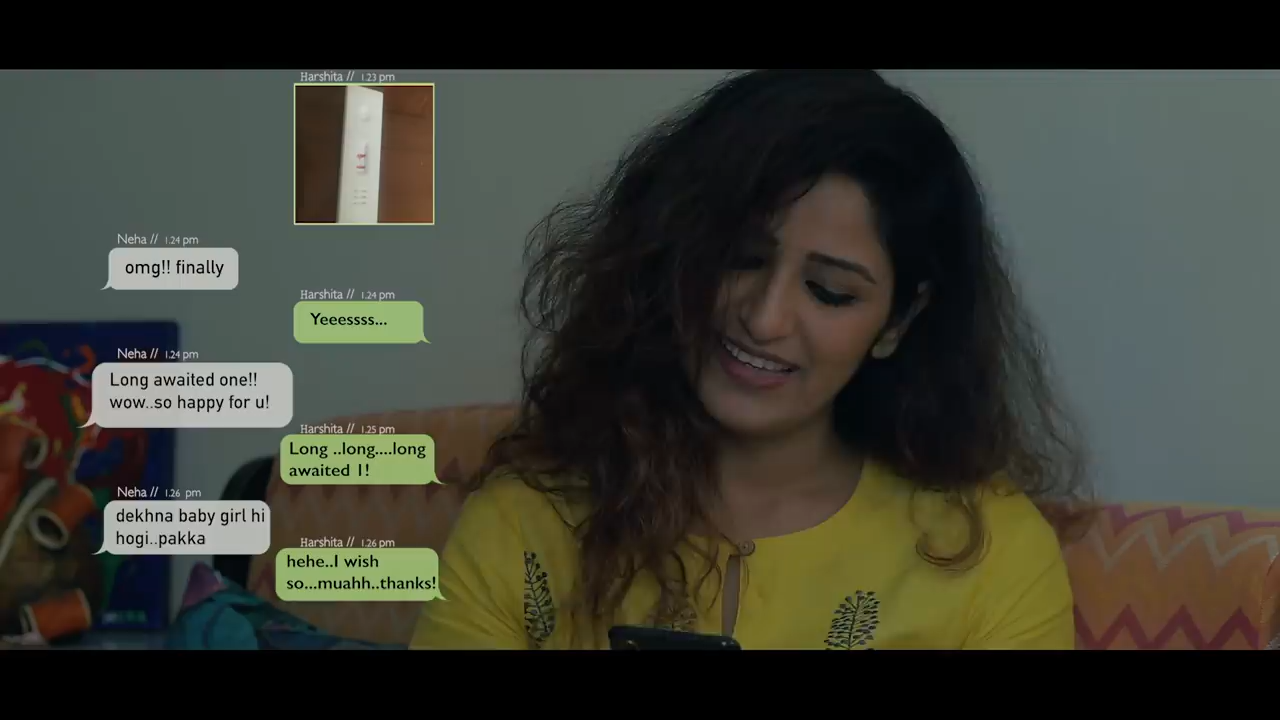 Harshita // 1.23 pm
Neha // 1.24 pm
omg!! finally
Harshita // 1.24 pm
Yeeessss...
Neha // 1.24 pm
Long awaited one!!
wow..so happy for u!
Harshita // 1.25 pm
Long ..long....long
awaited 1!
Neha // 1.26 pm
dekhna baby girl hi
hogi..pakka
Harshita // 1.26 pm
hehe..I wish
so...muahh..thanks!